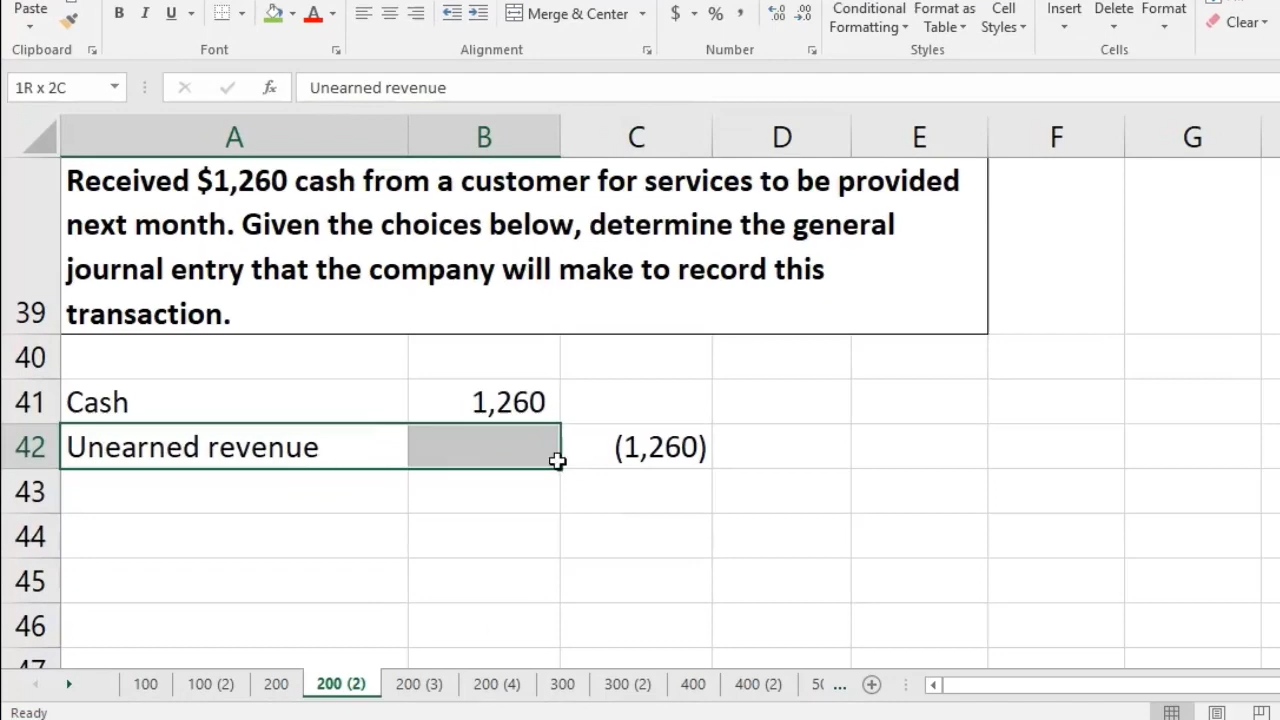 Paste
B I U A
Merge & Center
$ % ,
Conditional Formatting
Format as Table
Cell Styles
Insert Delete Format
Clear
Clipboard Font Alignment Number Styles Cells
1R x 2C fx Unearned revenue
A B C D E F G
Received $1,260 cash from a customer for services to be provided
next month. Given the choices below, determine the general
journal entry that the company will make to record this
39 transaction.
40
41 Cash 1,260
42 Unearned revenue (1,260)
43
44
45
46
47
100 100 (2) 200 200 (2) 200 (3) 200 (4) 300 300 (2) 400 400 (2) ...
Ready